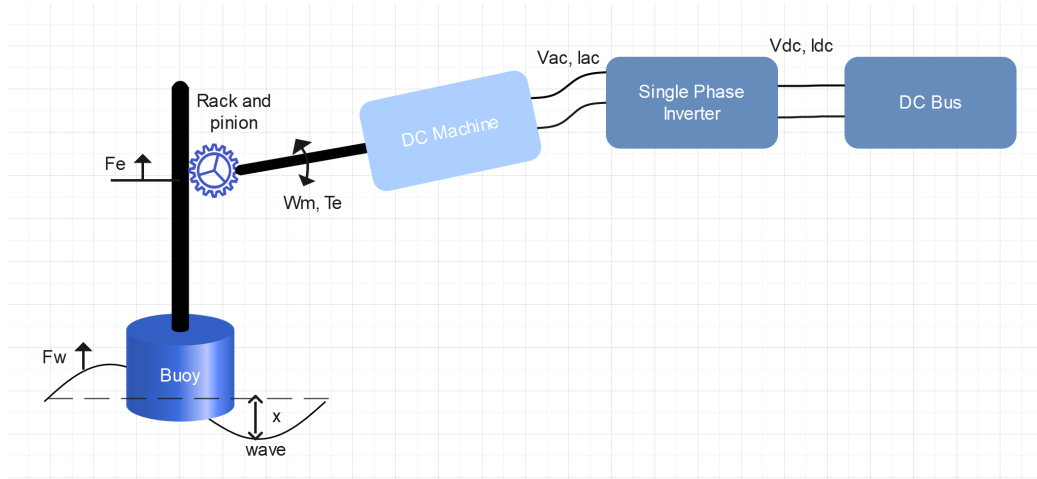 Vdc, Idc
Vac, Iac
Single Phase
Inverter
DC Bus
Rack and
pinion
DC Machine
Fe
Wm, Te
Fw
Buoy
x
wave